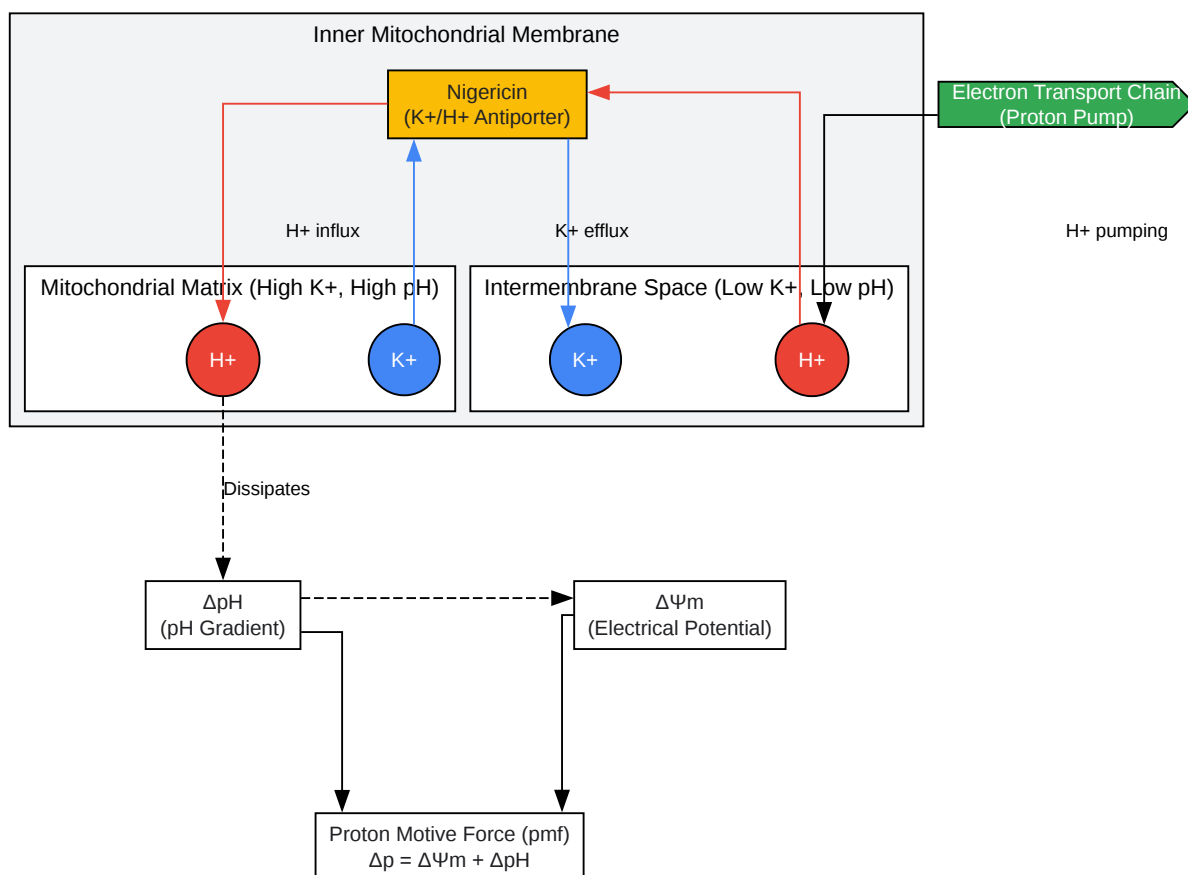 Inner Mitochondrial Membrane
Nigericin
(K+/H+ Antiporter)
Electron Transport Chain
(Proton Pump)
H+ influx
K+ efflux
H+ pumping
Mitochondrial Matrix (High K+, High pH)
Intermembrane Space (Low K+, Low pH)
H+
K+
K+
H+
Dissipates
ΔpH
(pH Gradient)
ΔΨm
(Electrical Potential)
Proton Motive Force (pmf)
Δp = ΔΨm + ΔpH